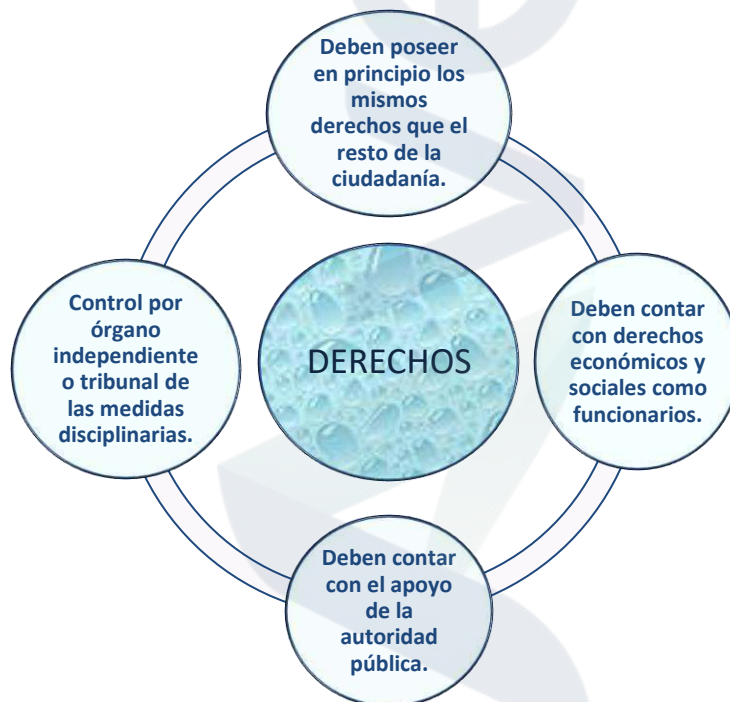 Deben poseer
en principio los
mismos
derechos que el
resto de la
ciudadanía.
Control por
órgano
independiente
o tribunal de
las medidas
disciplinarias.
DERECHOS
Deben contar
con derechos
económicos y
sociales como
funcionarios.
Deben contar
con el apoyo
de la
autoridad
pública.